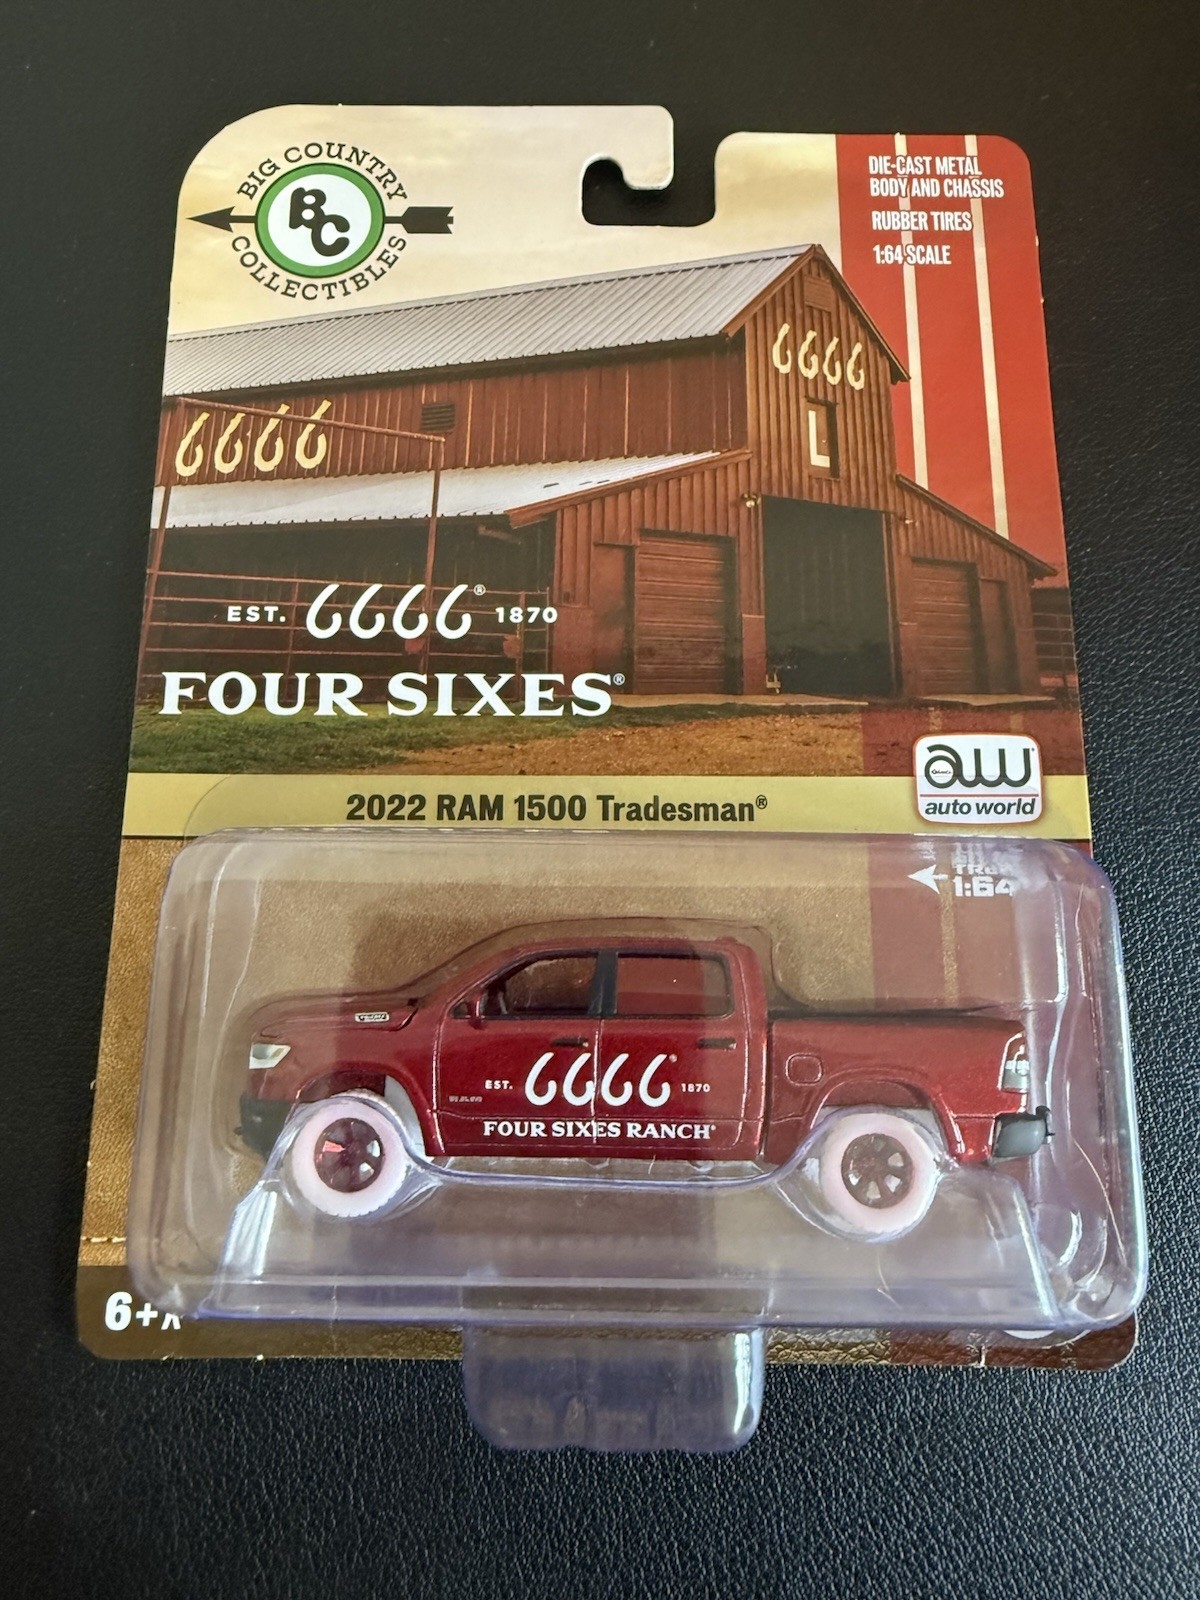 BIG COUNTRY
BC
COLLECTIBLES
DIE-CAST METAL
BODY AND CHASSIS
RUBBER TIRES
1:64 SCALE
6666
L
6666
EST. 6666® 1870
FOUR SIXES®
aw
auto world
2022 RAM 1500 Tradesman®
1:64
EST. 6666® 1870
FOUR SIXES RANCH®
6+